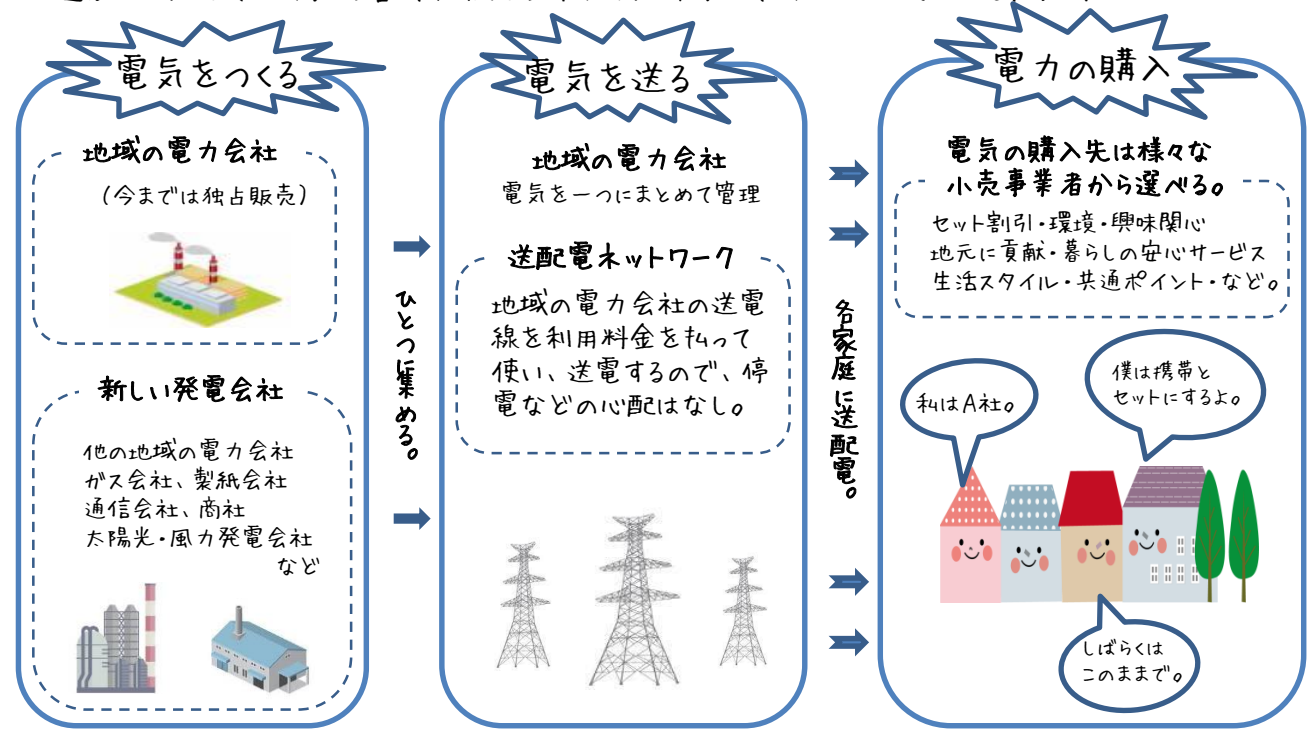 電気をつくる
地域の電力会社
(今までは独占販売)
新しい発電会社
他の地域の電力会社
ガス会社、製紙会社
通信会社、商社
太陽光・風力発電会社
など
ひとつに集める。
電気を送る
地域の電力会社
電気を一つにまとめて管理
送配電ネットワーク
地域の電力会社の送電
線を利用料金を払って
使い、送電するので、停
電などの心配はなし。
各家庭に送配電。
電力の購入
電気の購入先は様々な
小売事業者から選べる。
セット割引・環境・興味関心
地元に貢献・暮らしの安心サービス
生活スタイル・共通ポイント・など。
私はA社。
僕は携帯と
セットにするよ。
しばらくは
このままで。